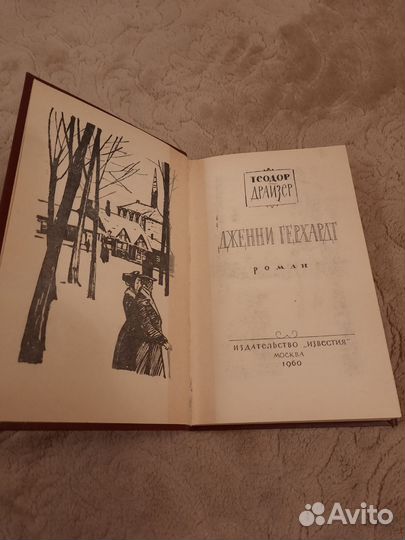 ТЕОДОР
ДРАЙЗЕР
ДЖЕННИ ГЕРХАРДТ
РОМАН
ИЗДАТЕЛЬСТВО „ИЗВЕСТИЯ"
МОСКВА
1960
Avito